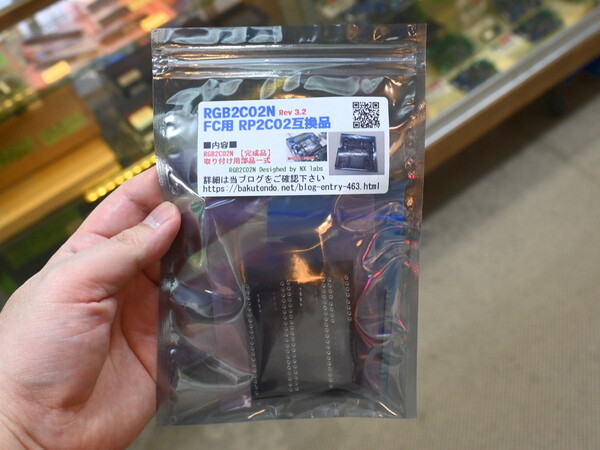 RGB2C02N Rev 3.2
FC用 RP2C02互換品
■内容■
RGB2C02N 【完成品】
取り付け用部品一式
RGB2C02N Desighed by NX labs
詳細は当ブログをご確認下さい
https://bakutendo.net/blog-entry-463.html